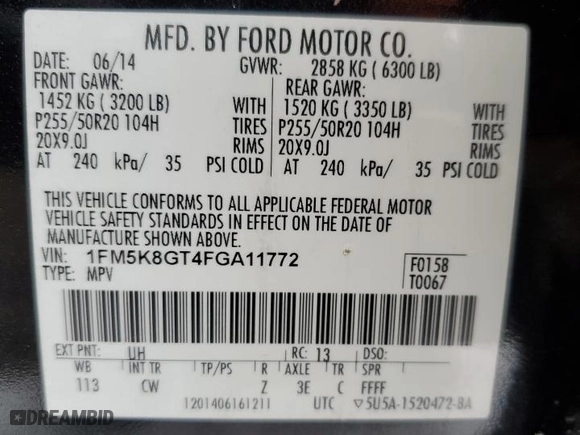 MFD. BY FORD MOTOR CO.
DATE: 06/14 GVWR: 2858 KG ( 6300 LB)
FRONT GAWR: REAR GAWR:
1452 KG ( 3200 LB) WITH 1520 KG ( 3350 LB) WITH
P255/50R20 104H TIRES P255/50R20 104H TIRES
20X9.0J RIMS 20X9.0J RIMS
AT 240 kPa/ 35 PSI COLD AT 240 kPa/ 35 PSI COLD
THIS VEHICLE CONFORMS TO ALL APPLICABLE FEDERAL MOTOR
VEHICLE SAFETY STANDARDS IN EFFECT ON THE DATE OF
MANUFACTURE SHOWN ABOVE.
VIN: 1FM5K8GT4FGA11772 F0158
TYPE: MPV T0067
EXT PNT: UH RC: 13 DSO:
WB INT TR TP/PS R AXLE TR SPR
113 CW Z 3E C FFFF
1201406161211 UTC ▽5U5A-1520472-8A
DREAMBID